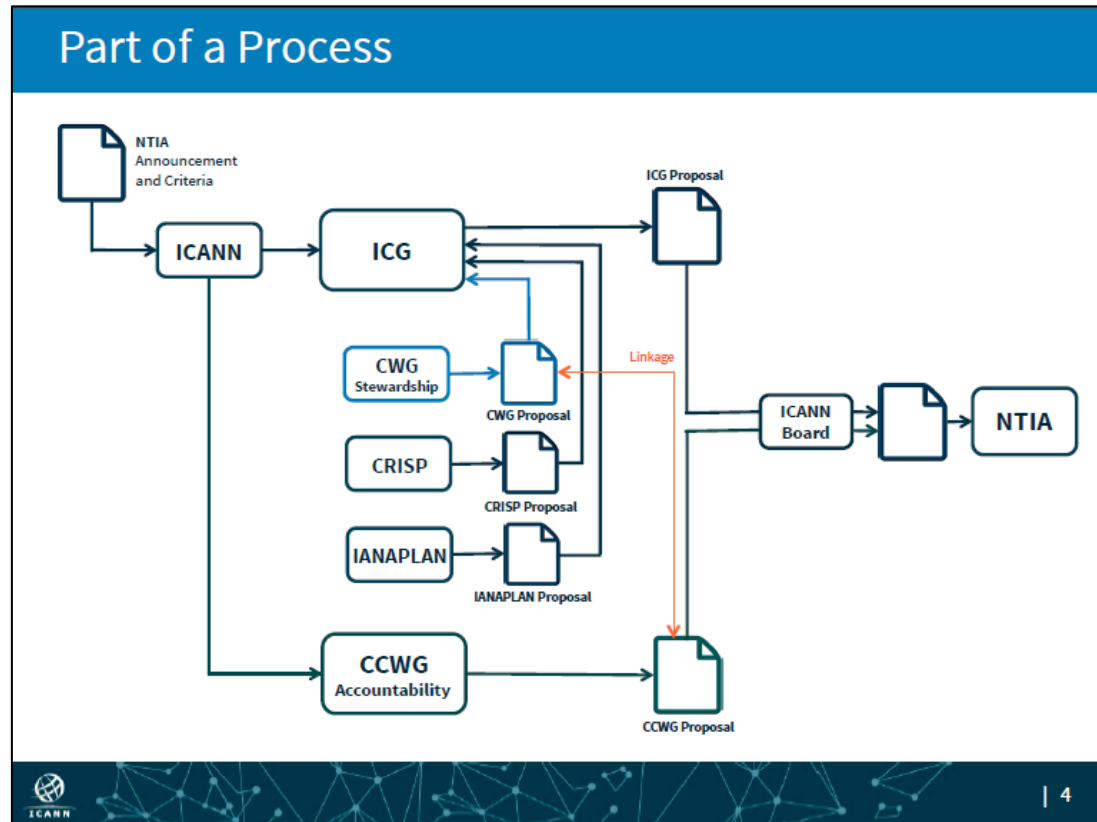 Part of a Process
NTIA
Announcement
and Criteria
ICG Proposal
ICANN
ICG
Linkage
CWG
Stewardship
CWG Proposal
ICANN
Board
NTIA
CRISP
CRISP Proposal
IANAPLAN
IANAPLAN Proposal
CCWG
Accountability
CCWG Proposal
ICANN
| 4